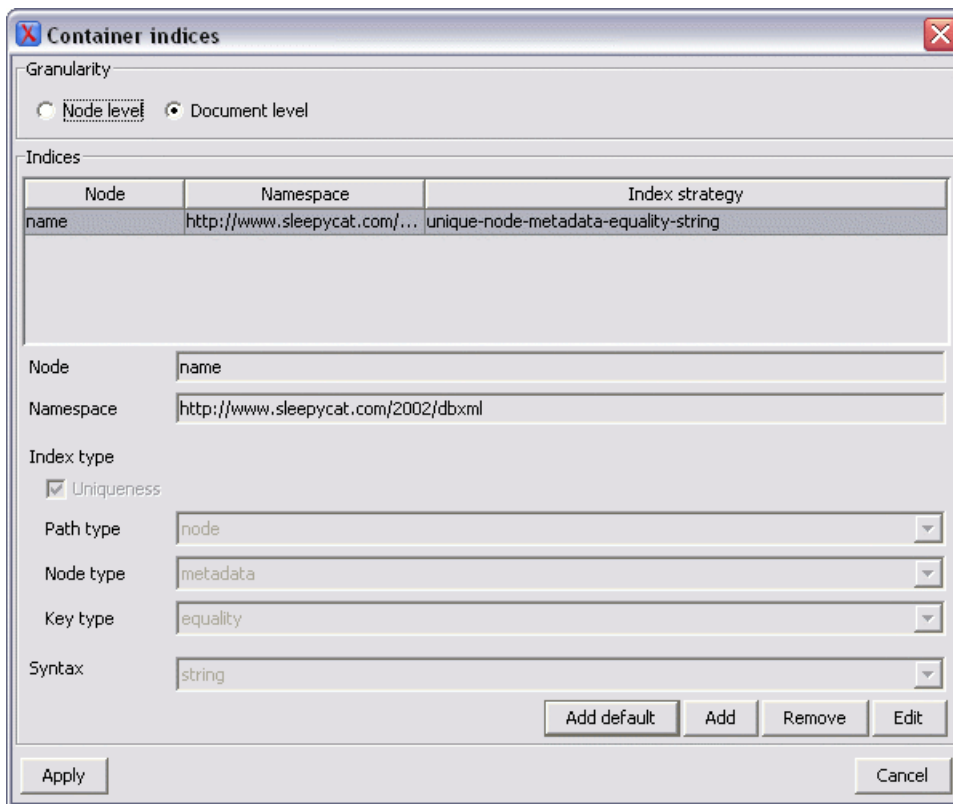 Container indices
Granularity
Node level Document level
Indices
Node Namespace Index strategy
name http://www.sleepycat.com/... unique-node-metadata-equality-string
Node name
Namespace http://www.sleepycat.com/2002/dbxml
Index type
Uniqueness
Path type node
Node type metadata
Key type equality
Syntax string
Add default Add Remove Edit
Apply Cancel